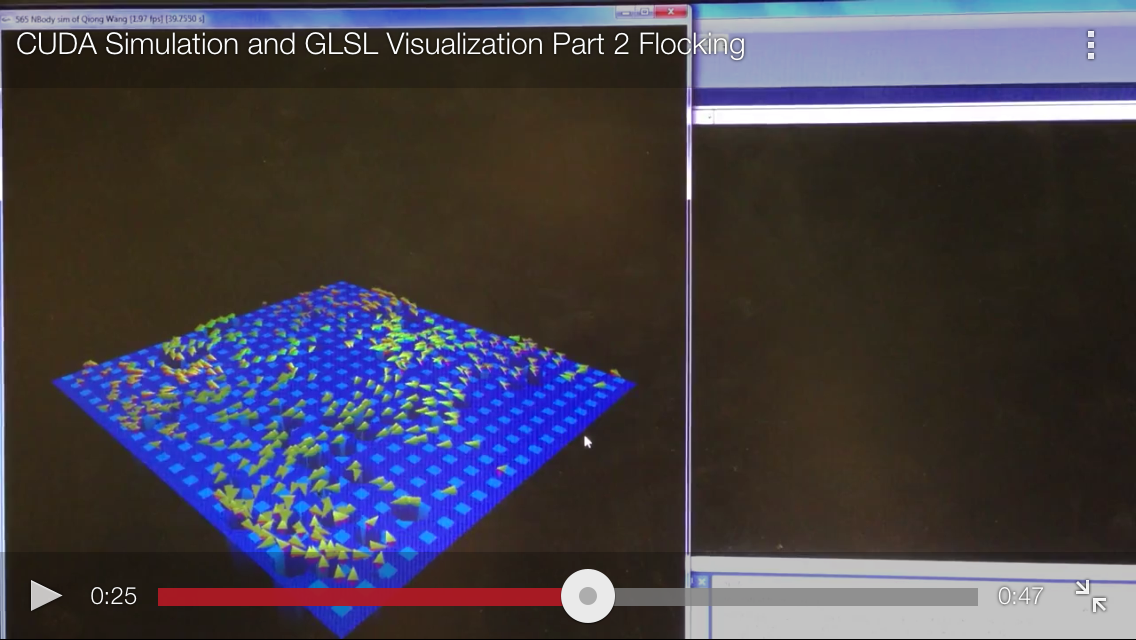 565 NBody sim of Qiong Wang [1.97 fps] [39.7550 s]
CUDA Simulation and GLSL Visualization Part 2 Flocking
0:25
0:47